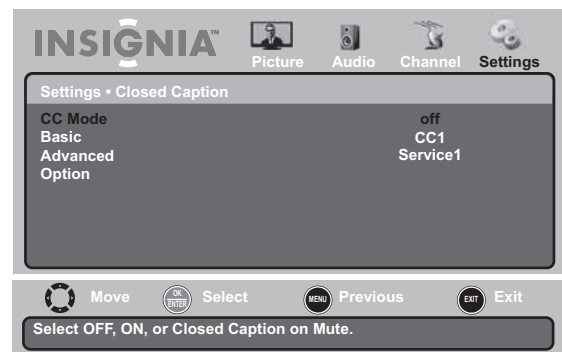 INSIGNIA™
Picture Audio Channel Settings
Settings • Closed Caption
CC Mode off
Basic CC1
Advanced Service1
Option
Move OK ENTER Select MENU Previous EXIT Exit
Select OFF, ON, or Closed Caption on Mute.